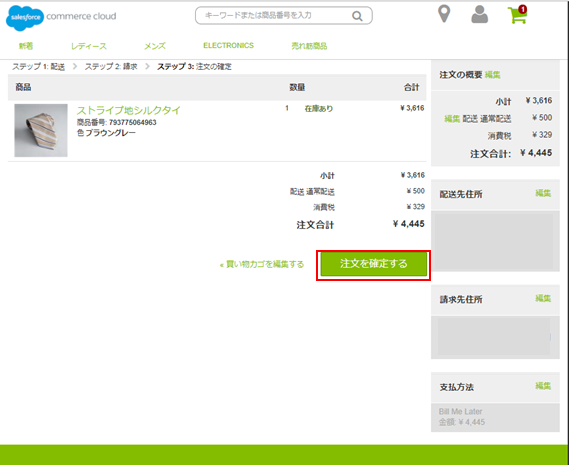 salesforce commerce cloud
キーワードまたは商品番号を入力
1
新着 レディース メンズ ELECTRONICS 売れ筋商品
ステップ 1: 配送 ステップ 2: 請求 ステップ 3: 注文の確定
商品 数量 合計
ストライプ地シルクタイ 1 在庫あり ¥ 3,616
商品番号: 793775064963
色 ブラウングレー
小計 ¥ 3,616
配送 通常配送 ¥ 500
消費税 ¥ 329
注文合計 ¥ 4,445
« 買い物カゴを編集する 注文を確定する
注文の概要 編集
小計 ¥ 3,616
編集 配送 通常配送 ¥ 500
消費税 ¥ 329
注文合計: ¥ 4,445
配送先住所 編集
請求先住所 編集
支払方法 編集
Bill Me Later
金額: ¥ 4,445